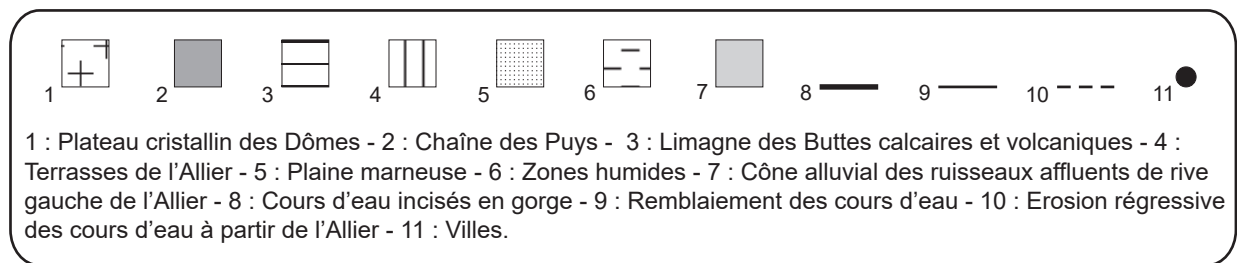 1 2 3 4 5 6 7 8 9 10 11
1 : Plateau cristallin des Dômes - 2 : Chaîne des Puys -  3 : Limagne des Buttes calcaires et volcaniques - 4 :
Terrasses de l'Allier - 5 : Plaine marneuse - 6 : Zones humides - 7 : Cône alluvial des ruisseaux affluents de rive
gauche de l'Allier - 8 : Cours d'eau incisés en gorge - 9 : Remblaiement des cours d'eau - 10 : Erosion régressive
des cours d'eau à partir de l'Allier - 11 : Villes.